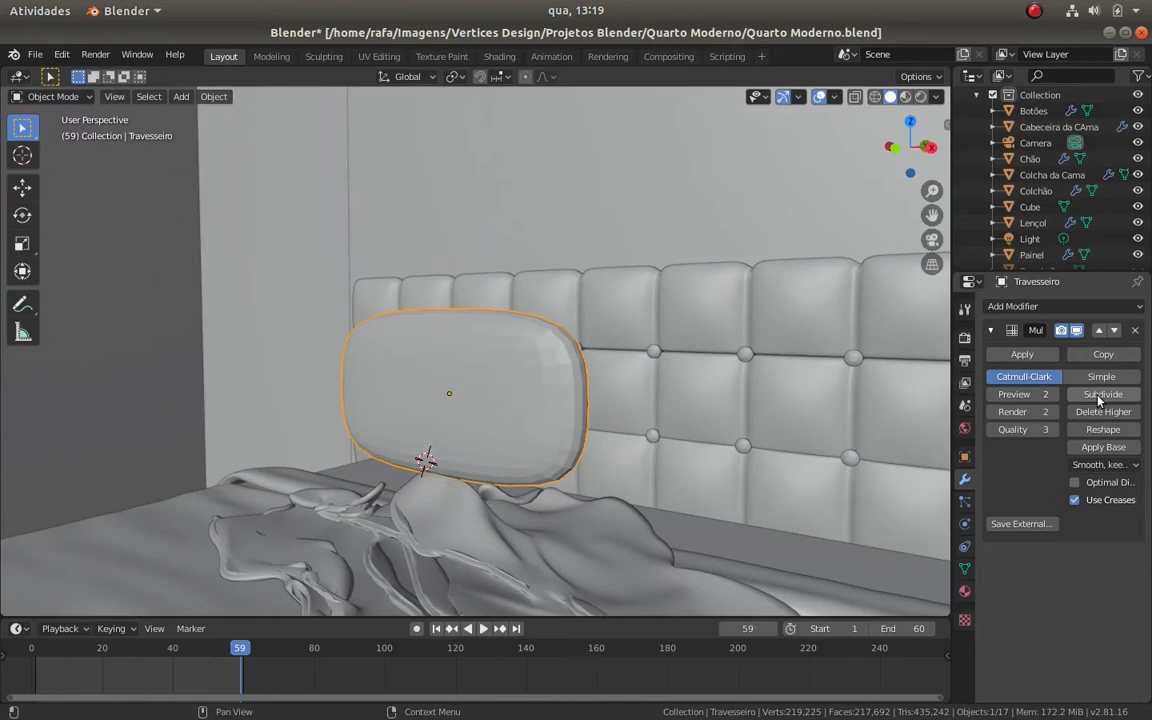 Atividades Blender qua, 13:19
Blender* [/home/rafa/Imagens/Vertices Design/Projetos Blender/Quarto Moderno/Quarto Moderno.blend]
File Edit Render Window Help Layout Modeling Sculpting UV Editing Texture Paint Shading Animation Rendering Compositing Scripting + Scene View Layer
Global Options
Object Mode View Select Add Object
User Perspective
(59) Collection | Travesseiro
Z
X
Collection
Botões
Cabeceira da CAma
Camera
Chão
Colcha da Cama
Colchão
Cube
Lençol
Light
Painel
Travesseiro
Add Modifier
Mul
Apply Copy
Catmull-Clark Simple
Preview 2 Subdivide
Render 2 Delete Higher
Quality 3 Reshape
Apply Base
Smooth, kee..
Optimal Di..
Use Creases
Save External...
Playback Keying View Marker 59 Start 1 End 60
0 20 40 59 60 80 100 120 140 160 180 200 220 240
Pan View Context Menu Collection | Travesseiro | Verts:219,225 | Faces:217,692 | Tris:435,242 | Objects:1/17 | Mem: 172.2 MiB | v2.81.16